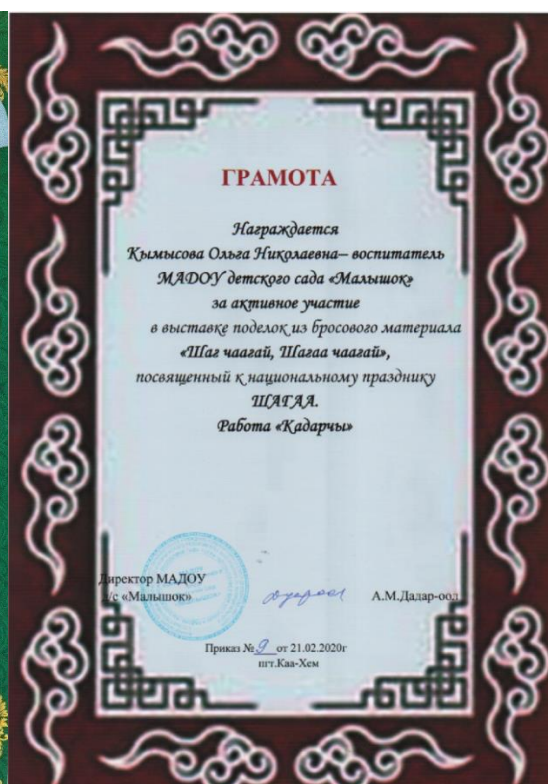 ГРАМОТА
Награждается
Кымысова Ольга Николаевна– воспитатель
МАДОУ детского сада «Малышок»
за активное участие
в выставке поделок из бросового материала
«Шаг чаагай, Шагаа чаагай»,
посвященный к национальному празднику
ШАГАА.
Работа «Кадарчы»
Директор МАДОУ
д/с «Малышок» А.М.Дадар-оол
Приказ № 9 от 21.02.2020г
пгт.Каа-Хем